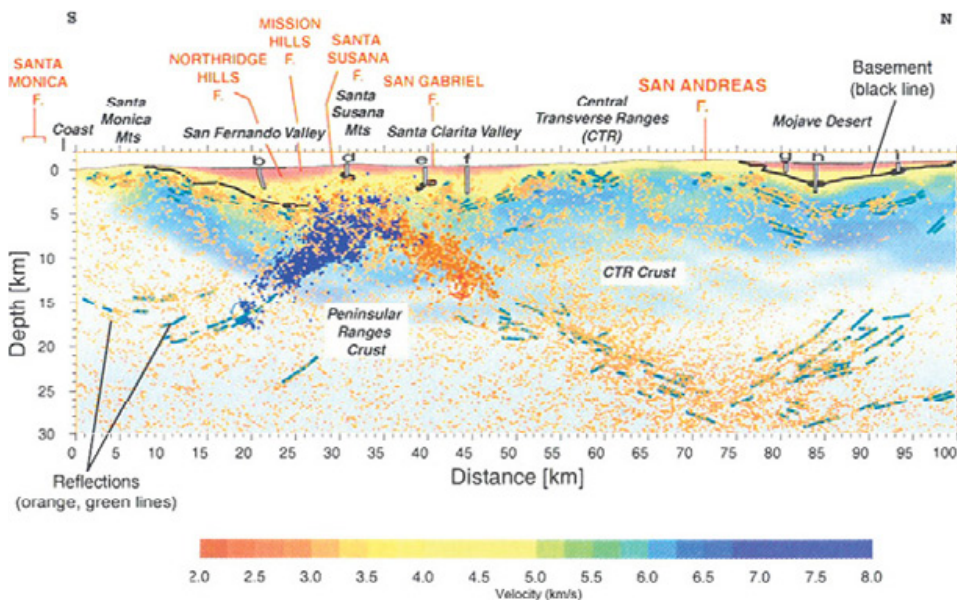 S
N
SANTA
MONICA
F.
NORTHRIDGE
HILLS
F.
MISSION
HILLS
F.
SANTA
SUSANA
F.
SAN GABRIEL
F.
SAN ANDREAS
F.
Basement
(black line)
Coast
Santa
Monica
Mts
San Fernando Valley
Santa
Susana
Mts
Santa Clarita Valley
Central
Transverse Ranges
(CTR)
Mojave Desert
b
d
e
f
g
h
i
0
5
10
15
20
25
30
Depth [km]
CTR Crust
Peninsular
Ranges
Crust
0 5 10 15 20 25 30 35 40 45 50 55 60 65 70 75 80 85 90 95 100
Distance [km]
Reflections
(orange, green lines)
2.0 2.5 3.0 3.5 4.0 4.5 5.0 5.5 6.0 6.5 7.0 7.5 8.0
Velocity (km/s)